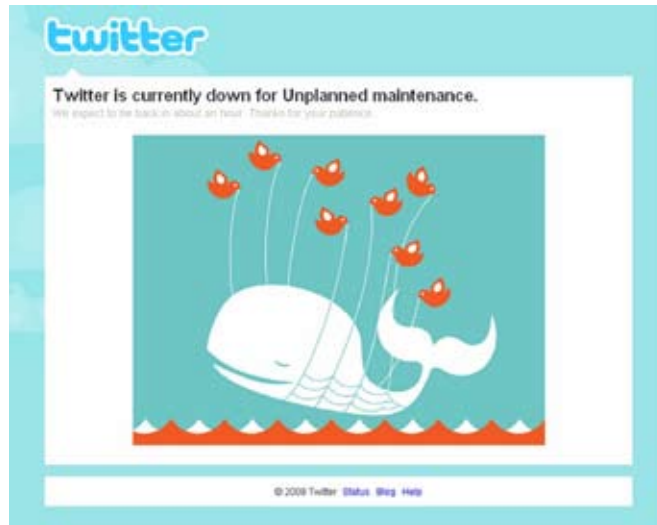 twitter
Twitter is currently down for Unplanned maintenance.
We expect to be back in about an hour. Thanks for your patience.
© 2008 Twitter Status Blog Help